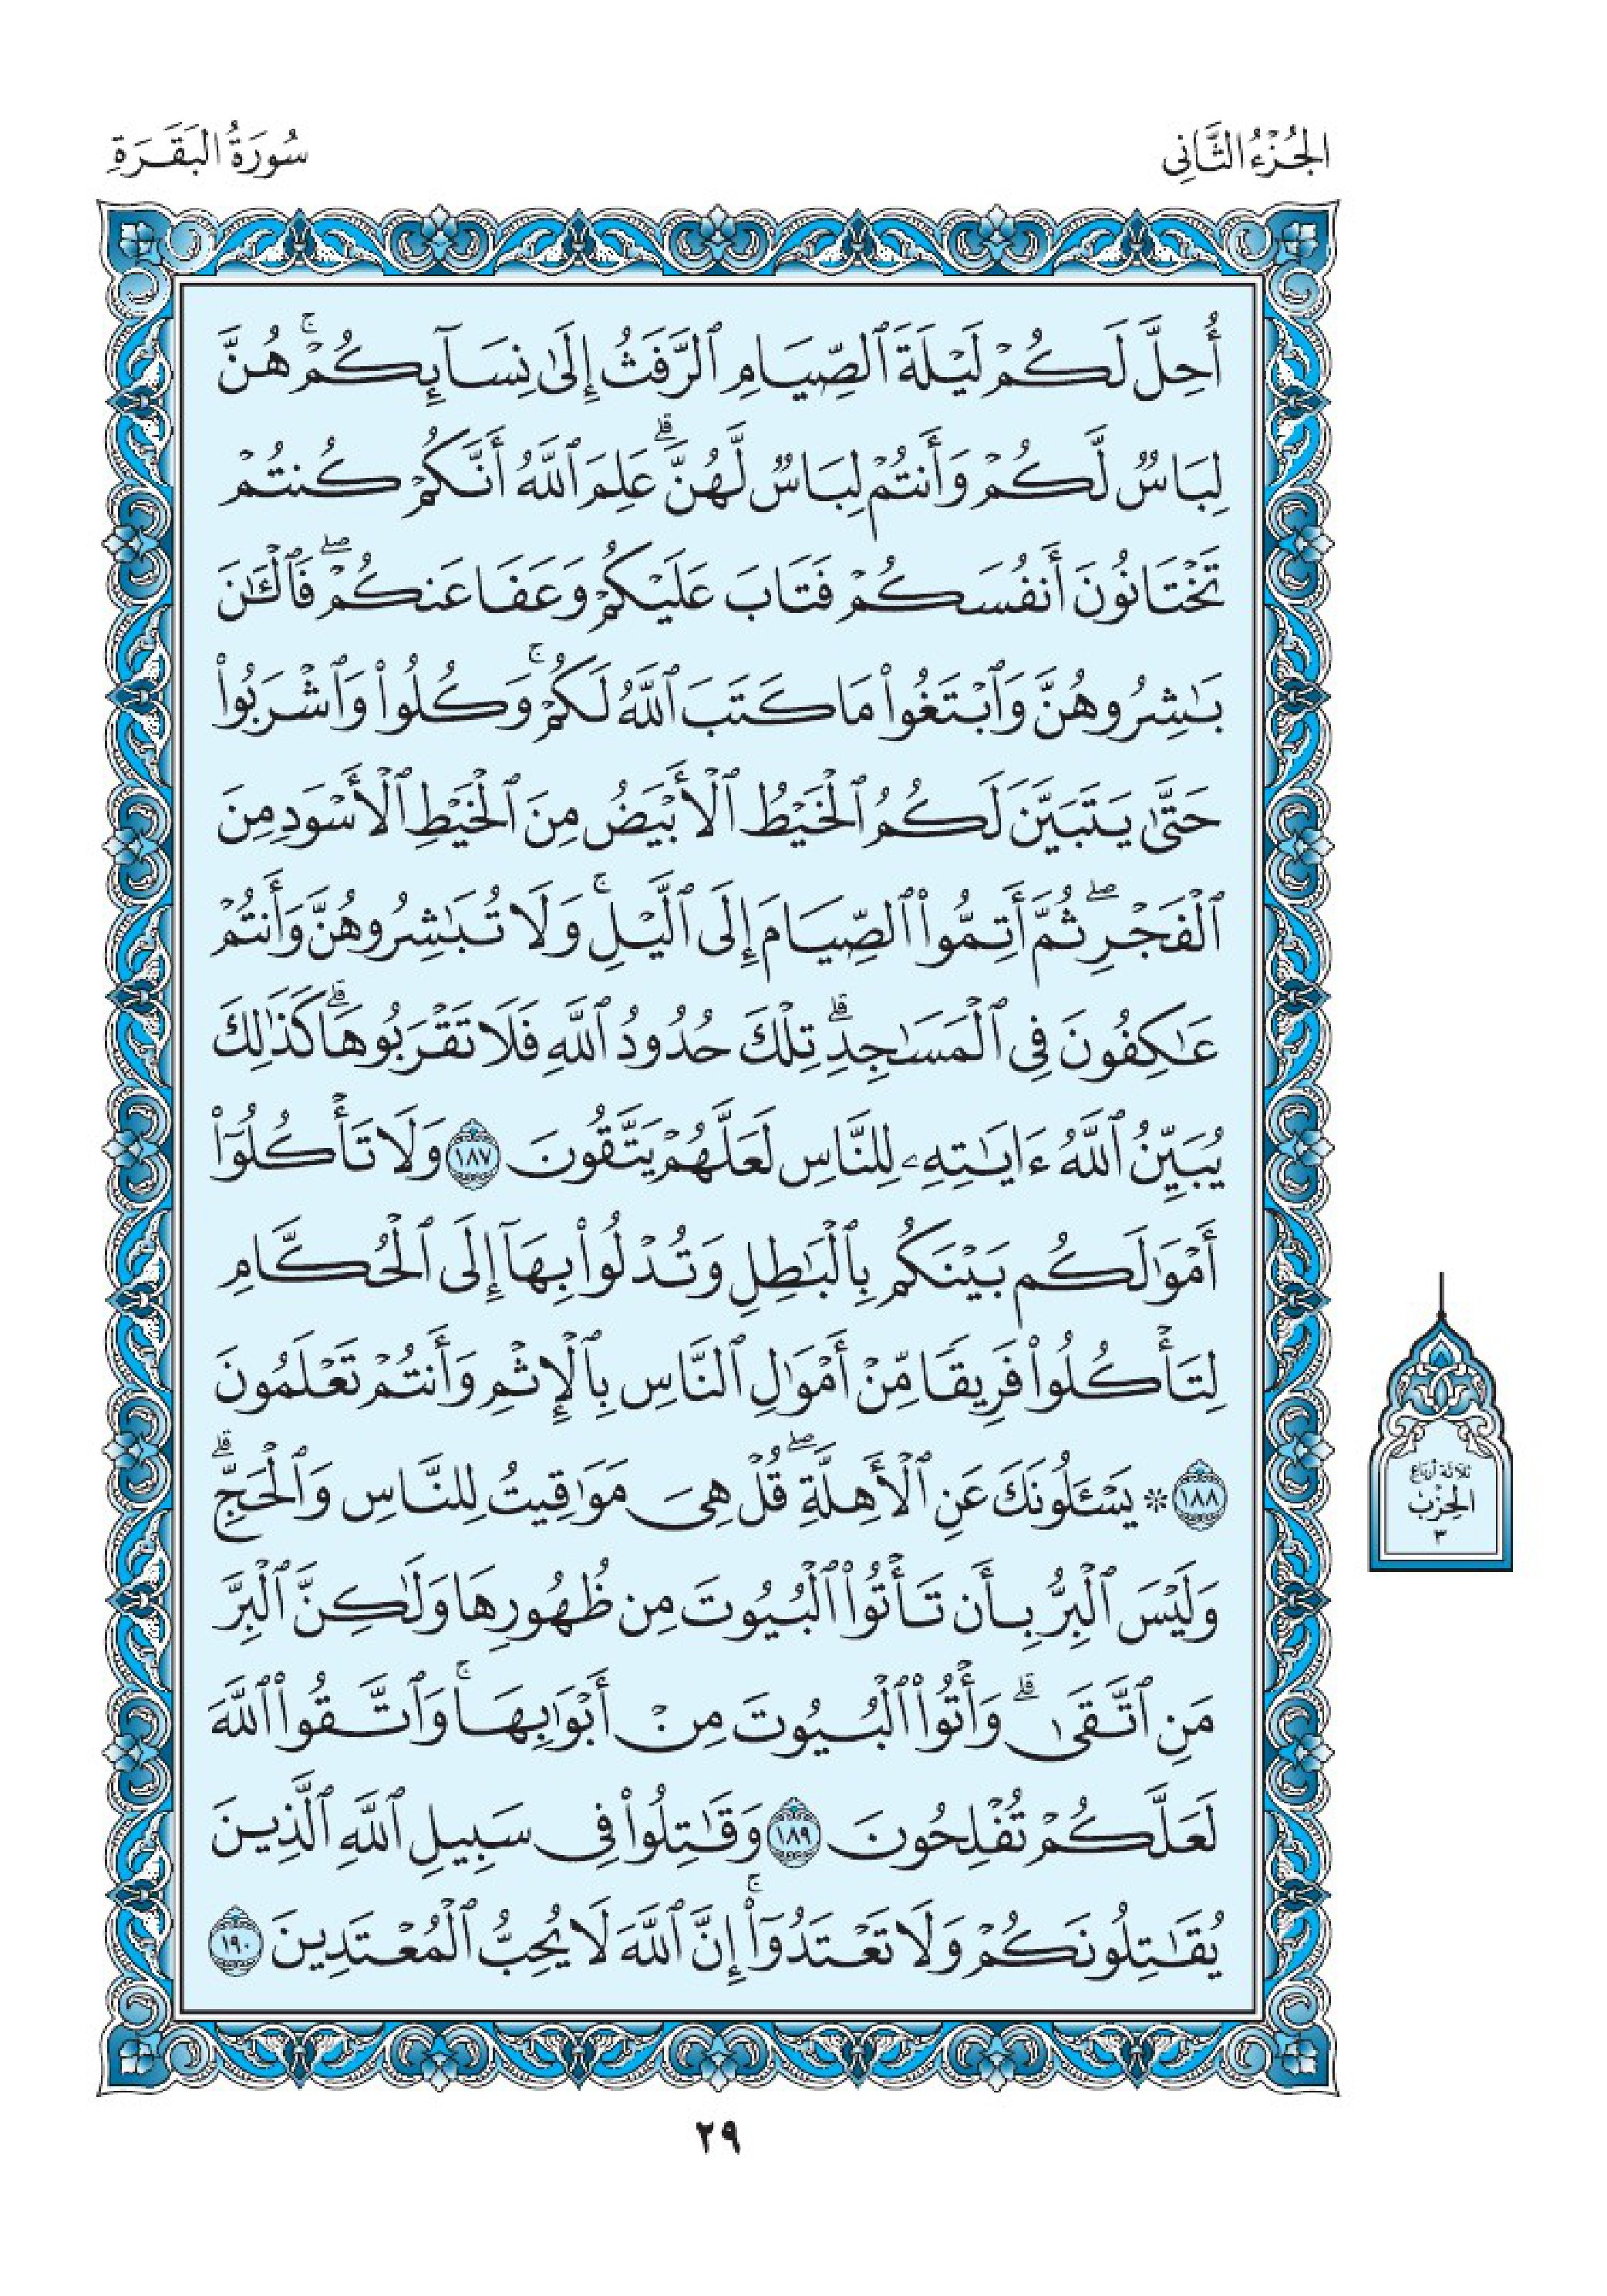 الجُزْءُ الثَّانِى
سُورَةُ البَقَرَةِ
أُحِلَّ لَكُمۡ لَيۡلَةَ ٱلصِّيَامِ ٱلرَّفَثُ إِلَىٰ نِسَآئِكُمۡۚ هُنَّ
لِبَاسٞ لَّكُمۡ وَأَنتُمۡ لِبَاسٞ لَّهُنَّۗ عَلِمَ ٱللَّهُ أَنَّكُمۡ كُنتُمۡ
تَخۡتَانُونَ أَنفُسَكُمۡ فَتَابَ عَلَيۡكُمۡ وَعَفَا عَنكُمۡۖ فَٱلۡـَٰٔنَ
بَٰشِرُوهُنَّ وَٱبۡتَغُواْ مَا كَتَبَ ٱللَّهُ لَكُمۡۚ وَكُلُواْ وَٱشۡرَبُواْ
حَتَّىٰ يَتَبَيَّنَ لَكُمُ ٱلۡخَيۡطُ ٱلۡأَبۡيَضُ مِنَ ٱلۡخَيۡطِ ٱلۡأَسۡوَدِ مِنَ
ٱلۡفَجۡرِۖ ثُمَّ أَتِمُّواْ ٱلصِّيَامَ إِلَى ٱلَّيۡلِۚ وَلَا تُبَٰشِرُوهُنَّ وَأَنتُمۡ
عَٰكِفُونَ فِى ٱلۡمَسَٰجِدِۗ تِلۡكَ حُدُودُ ٱللَّهِ فَلَا تَقۡرَبُوهَاۗ كَذَٰلِكَ
يُبَيِّنُ ٱللَّهُ ءَايَٰتِهِۦ لِلنَّاسِ لَعَلَّهُمۡ يَتَّقُونَ ١٨٧ وَلَا تَأۡكُلُوٓاْ
أَمۡوَٰلَكُم بَيۡنَكُم بِٱلۡبَٰطِلِ وَتُدۡلُواْ بِهَآ إِلَى ٱلۡحُكَّامِ
لِتَأۡكُلُواْ فَرِيقٗا مِّنۡ أَمۡوَٰلِ ٱلنَّاسِ بِٱلۡإِثۡمِ وَأَنتُمۡ تَعۡلَمُونَ
١٨٨ ۞ يَسۡـَٔلُونَكَ عَنِ ٱلۡأَهِلَّةِۖ قُلۡ هِىَ مَوَٰقِيتُ لِلنَّاسِ وَٱلۡحَجِّۗ
وَلَيۡسَ ٱلۡبِرُّ بِأَن تَأۡتُواْ ٱلۡبُيُوتَ مِن ظُهُورِهَا وَلَٰكِنَّ ٱلۡبِرَّ
مَنِ ٱتَّقَىٰۗ وَأۡتُواْ ٱلۡبُيُوتَ مِنۡ أَبۡوَٰبِهَاۚ وَٱتَّقُواْ ٱللَّهَ
لَعَلَّكُمۡ تُفۡلِحُونَ ١٨٩ وَقَٰتِلُواْ فِى سَبِيلِ ٱللَّهِ ٱلَّذِينَ
يُقَٰتِلُونَكُمۡ وَلَا تَعۡتَدُوٓاْۚ إِنَّ ٱللَّهَ لَا يُحِبُّ ٱلۡمُعۡتَدِينَ ١٩٠
ثلاثة أرباع
الحِزْب
٣
٢٩